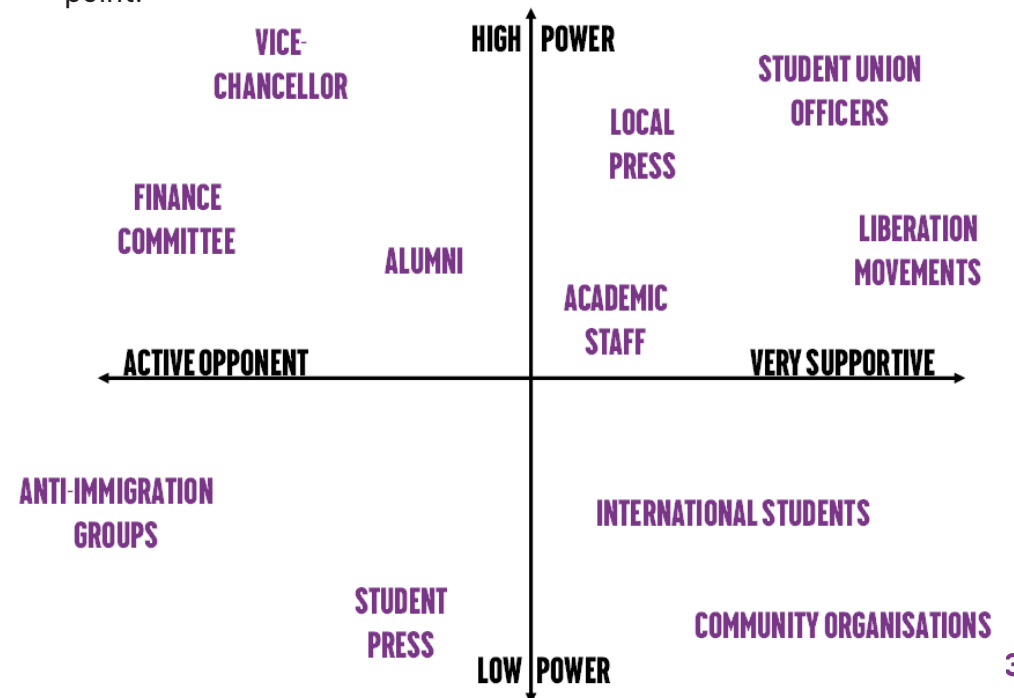 point.
VICE-
CHANCELLOR
HIGH POWER
STUDENT UNION
OFFICERS
LOCAL
PRESS
FINANCE
COMMITTEE
ALUMNI
LIBERATION
MOVEMENTS
ACADEMIC
STAFF
ACTIVE OPPONENT
VERY SUPPORTIVE
ANTI-IMMIGRATION
GROUPS
INTERNATIONAL STUDENTS
STUDENT
PRESS
COMMUNITY ORGANISATIONS
LOW POWER